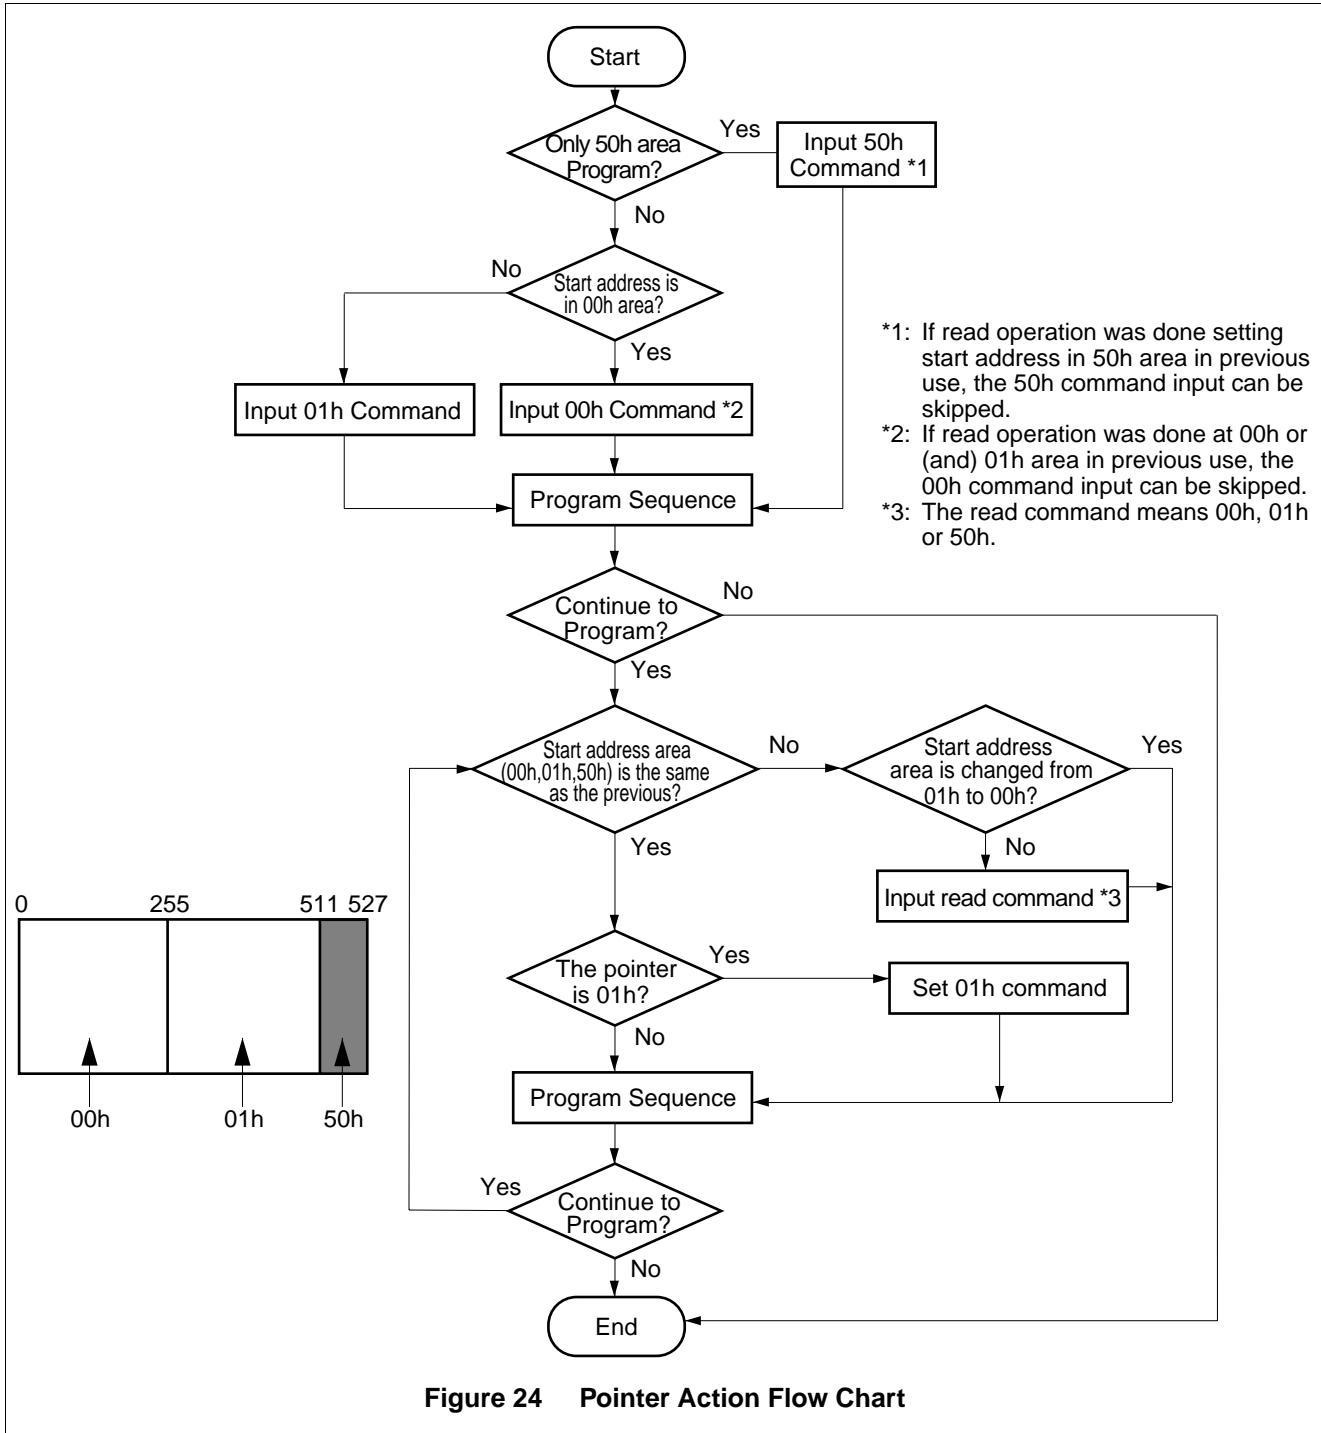 Start
Only 50h area
Program?
Yes
Input 50h
Command *1
No
No
Start address is
in 00h area?
Yes
Input 01h Command
Input 00h Command *2
*1: If read operation was done setting
start address in 50h area in previous
use, the 50h command input can be
skipped.
*2: If read operation was done at 00h or
(and) 01h area in previous use, the
00h command input can be skipped.
*3: The read command means 00h, 01h
or 50h.
Program Sequence
Continue to
Program?
No
Yes
Start address area
(00h,01h,50h) is the same
as the previous?
No
Start address
area is changed from
01h to 00h?
Yes
Yes
No
Input read command *3
0 255 511 527
00h 01h 50h
The pointer
is 01h?
Yes
Set 01h command
No
Program Sequence
Yes
Continue to
Program?
No
End
Figure 24 Pointer Action Flow Chart